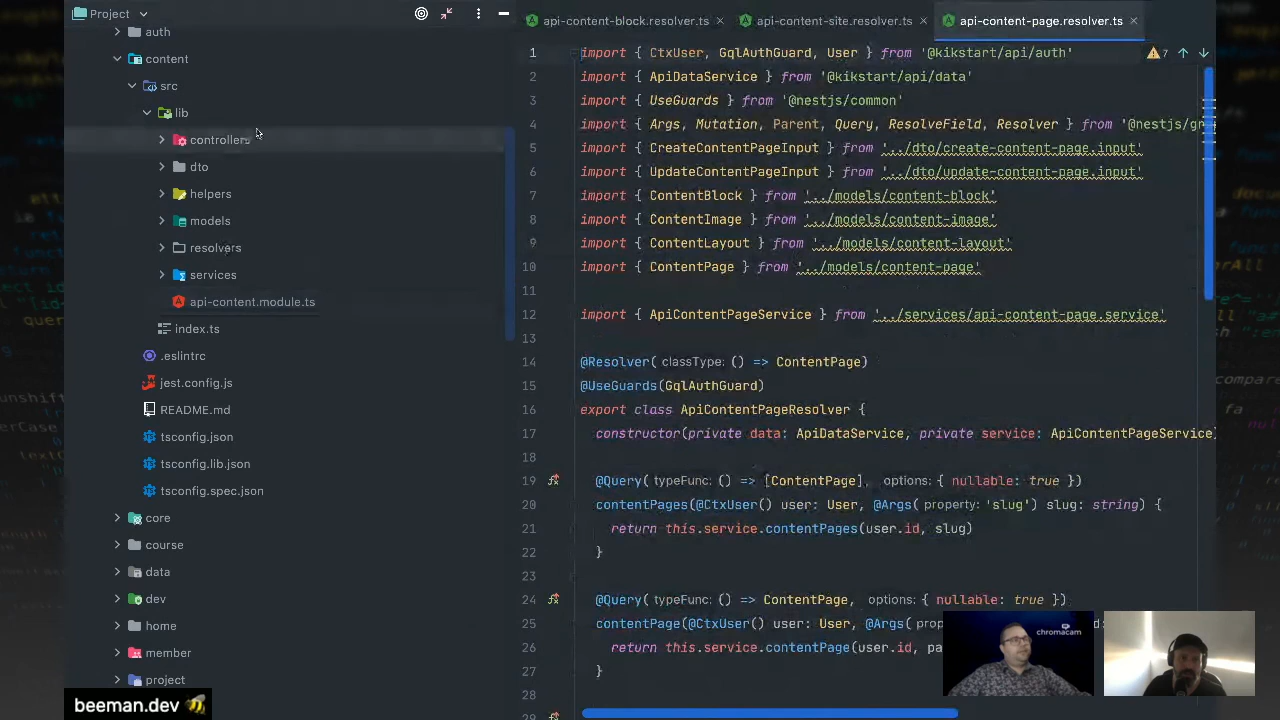 Project
auth
content
src
lib
controllers
dto
helpers
models
resolvers
services
api-content.module.ts
index.ts
.eslintrc
jest.config.js
README.md
tsconfig.json
tsconfig.lib.json
tsconfig.spec.json
core
course
data
dev
home
member
project
beeman.dev
api-content-block.resolver.ts
api-content-site.resolver.ts
api-content-page.resolver.ts
7
1 import { CtxUser, GqlAuthGuard, User } from '@kikstart/api/auth'
2 import { ApiDataService } from '@kikstart/api/data'
3 import { UseGuards } from '@nestjs/common'
4 import { Args, Mutation, Parent, Query, ResolveField, Resolver } from '@nestjs/gr
5 import { CreateContentPageInput } from '../dto/create-content-page.input'
6 import { UpdateContentPageInput } from '../dto/update-content-page.input'
7 import { ContentBlock } from '../models/content-block'
8 import { ContentImage } from '../models/content-image'
9 import { ContentLayout } from '../models/content-layout'
10 import { ContentPage } from '../models/content-page'
11
12 import { ApiContentPageService } from '../services/api-content-page.service'
13
14 @Resolver( classType: () => ContentPage)
15 @UseGuards(GqlAuthGuard)
16 export class ApiContentPageResolver {
17 constructor(private data: ApiDataService, private service: ApiContentPageService)
18
19 @Query( typeFunc: () => [ContentPage], options: { nullable: true })
20 contentPages(@CtxUser() user: User, @Args( property: 'slug') slug: string) {
21 return this.service.contentPages(user.id, slug)
22 }
23
24 @Query( typeFunc: () => ContentPage, options: { nullable: true })
25 contentPage(@CtxUser() user: User, @Args(
26 return this.service.contentPage(user.id, pa
27 }
28
chromacam